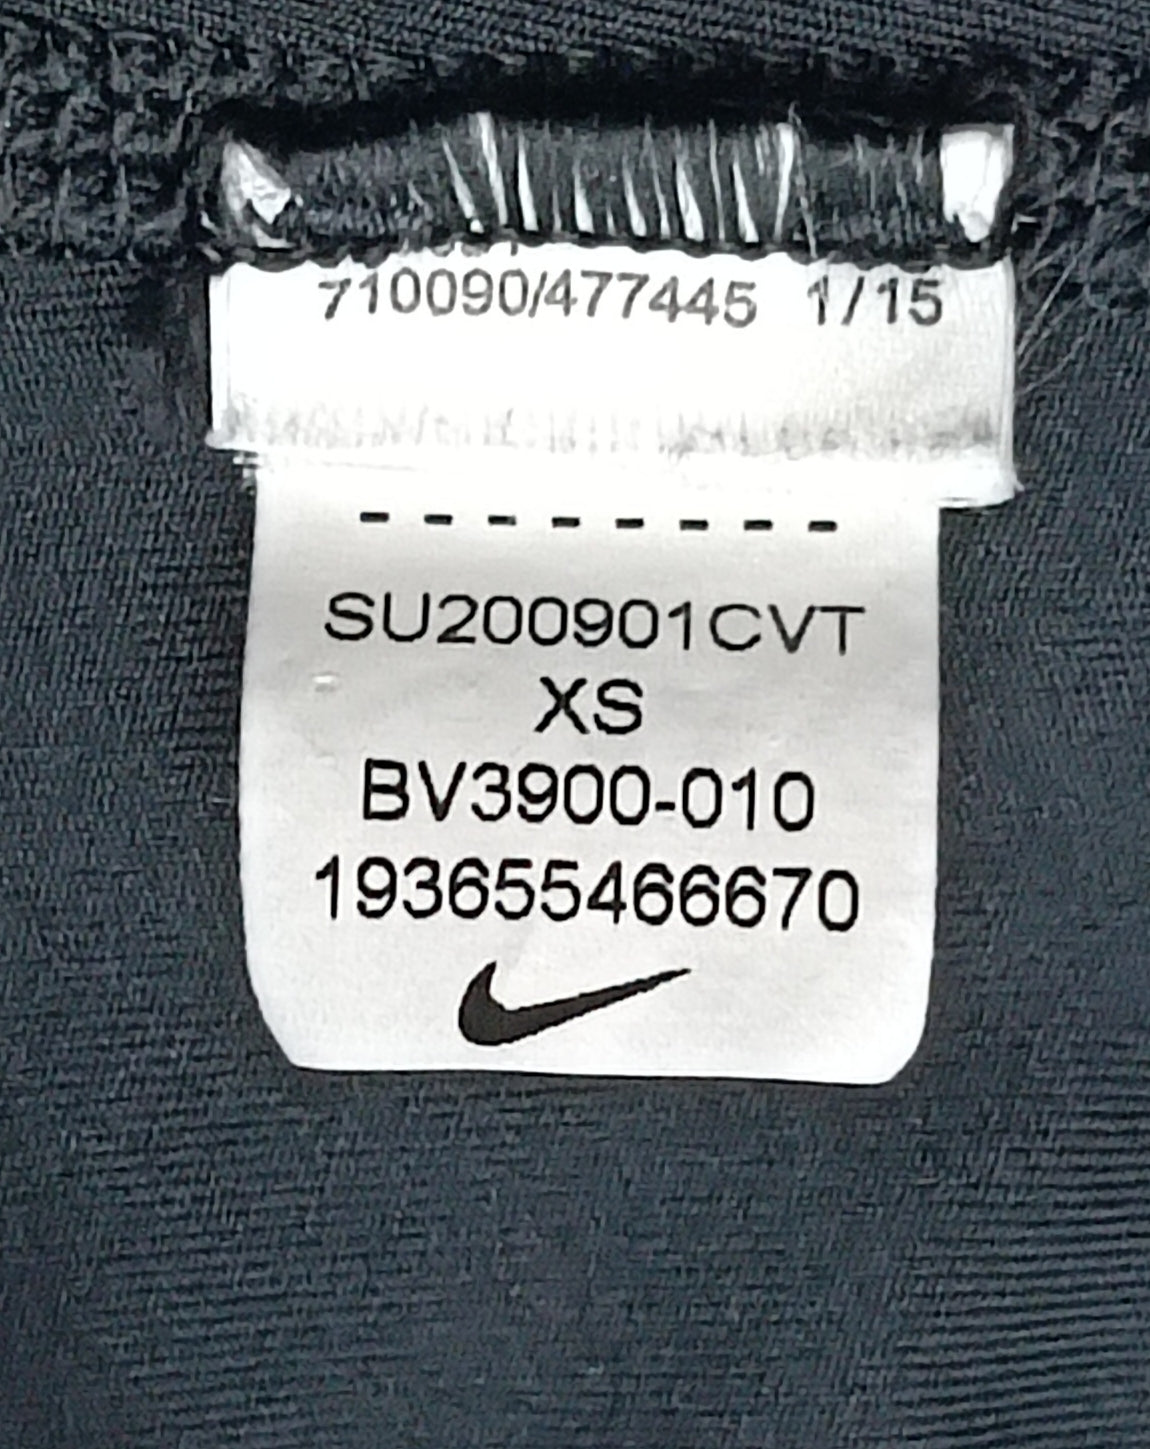 710090/477445 1/15
- - - - - - - -
SU200901CVT
XS
BV3900-010
193655466670